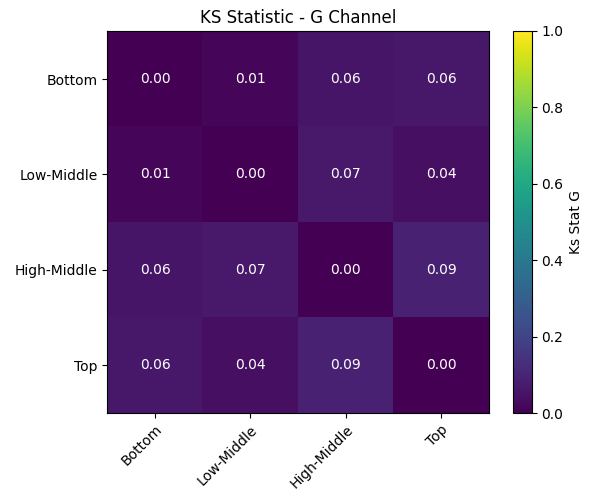 KS Statistic - G Channel
Bottom 0.00 0.01 0.06 0.06
Low-Middle 0.01 0.00 0.07 0.04
High-Middle 0.06 0.07 0.00 0.09
Top 0.06 0.04 0.09 0.00
Bottom Low-Middle High-Middle Top
1.0
0.8
0.6
0.4
0.2
0.0
Ks Stat G